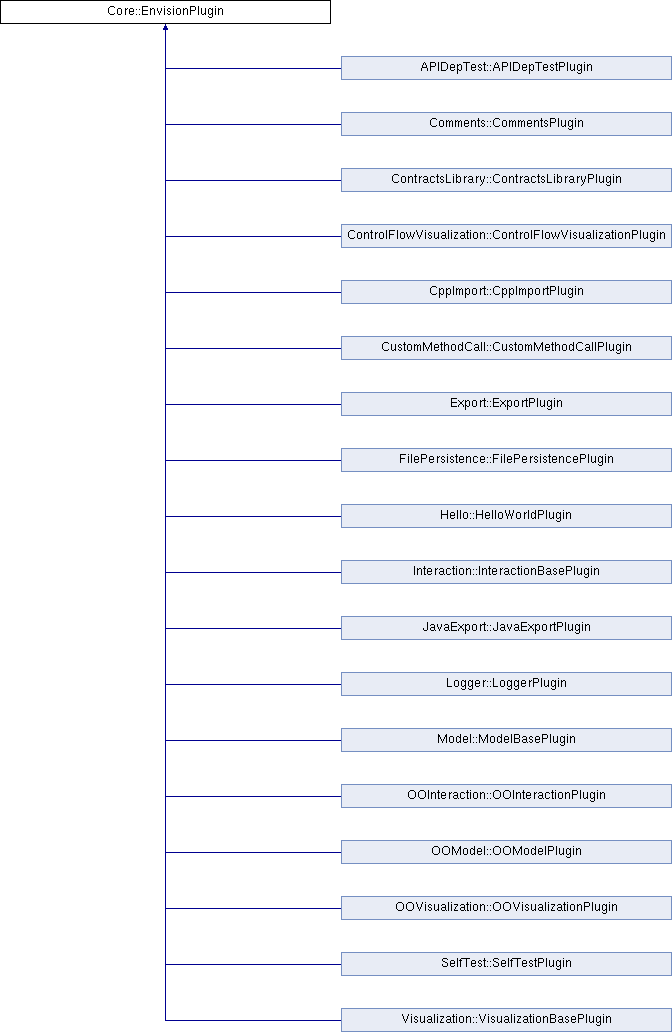 Core::EnvisionPlugin
APIDepTest::APIDepTestPlugin
Comments::CommentsPlugin
ContractsLibrary::ContractsLibraryPlugin
ControlFlowVisualization::ControlFlowVisualizationPlugin
CppImport::CppImportPlugin
CustomMethodCall::CustomMethodCallPlugin
Export::ExportPlugin
FilePersistence::FilePersistencePlugin
Hello::HelloWorldPlugin
Interaction::InteractionBasePlugin
JavaExport::JavaExportPlugin
Logger::LoggerPlugin
Model::ModelBasePlugin
OOInteraction::OOInteractionPlugin
OOModel::OOModelPlugin
OOVisualization::OOVisualizationPlugin
SelfTest::SelfTestPlugin
Visualization::VisualizationBasePlugin